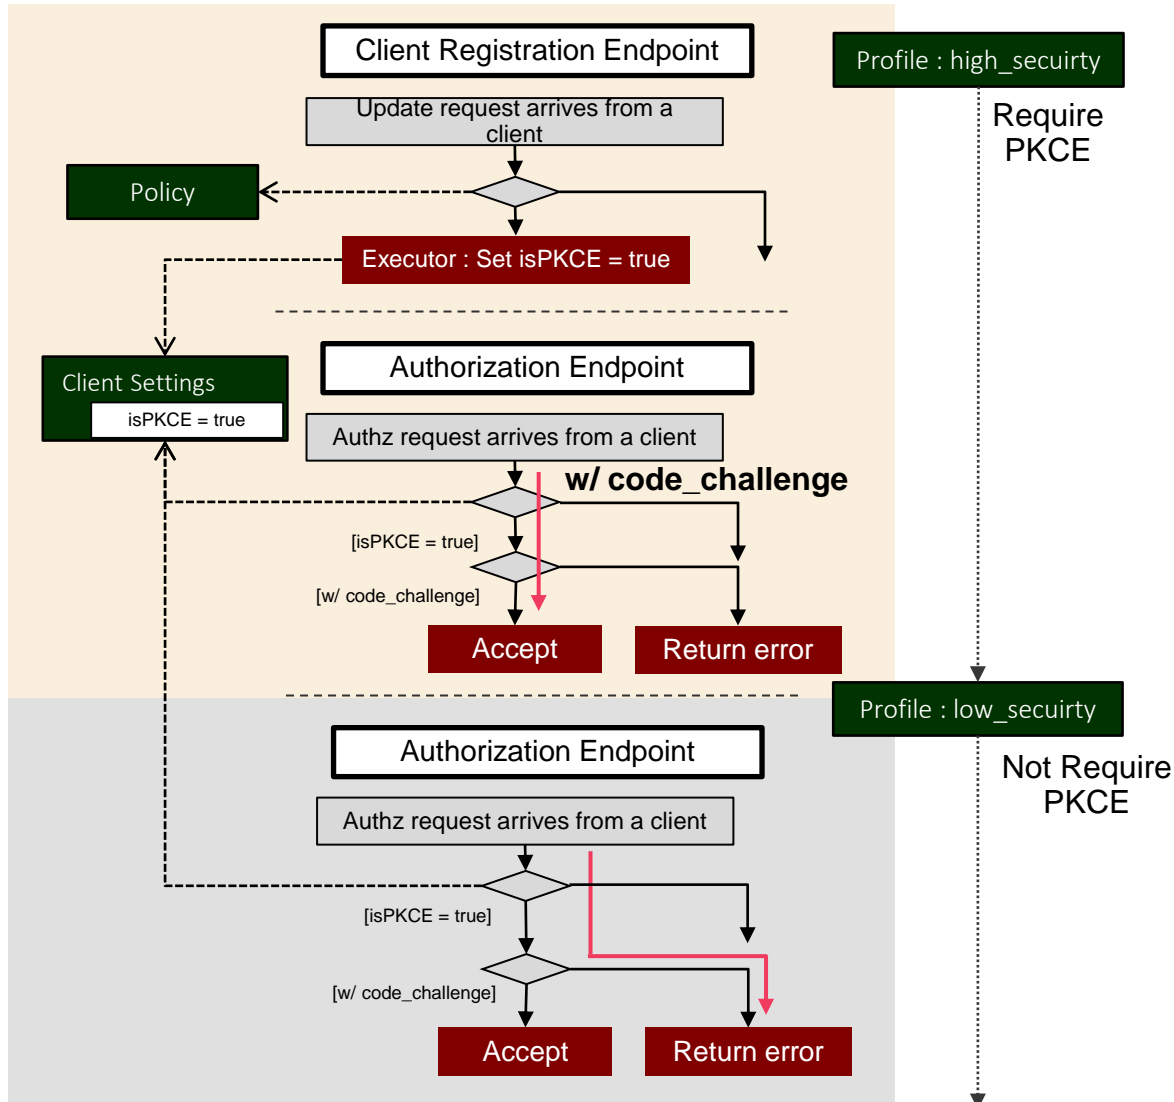 Client Registration Endpoint
Profile : high_secuirty
Update request arrives from a
client
Require
PKCE
Policy
Executor : Set isPKCE = true
Authorization Endpoint
Client Settings
isPKCE = true
Authz request arrives from a client
w/ code_challenge
[isPKCE = true]
[w/ code_challenge]
Accept
Return error
Profile : low_secuirty
Authorization Endpoint
Not Require
PKCE
Authz request arrives from a client
[isPKCE = true]
[w/ code_challenge]
Accept
Return error